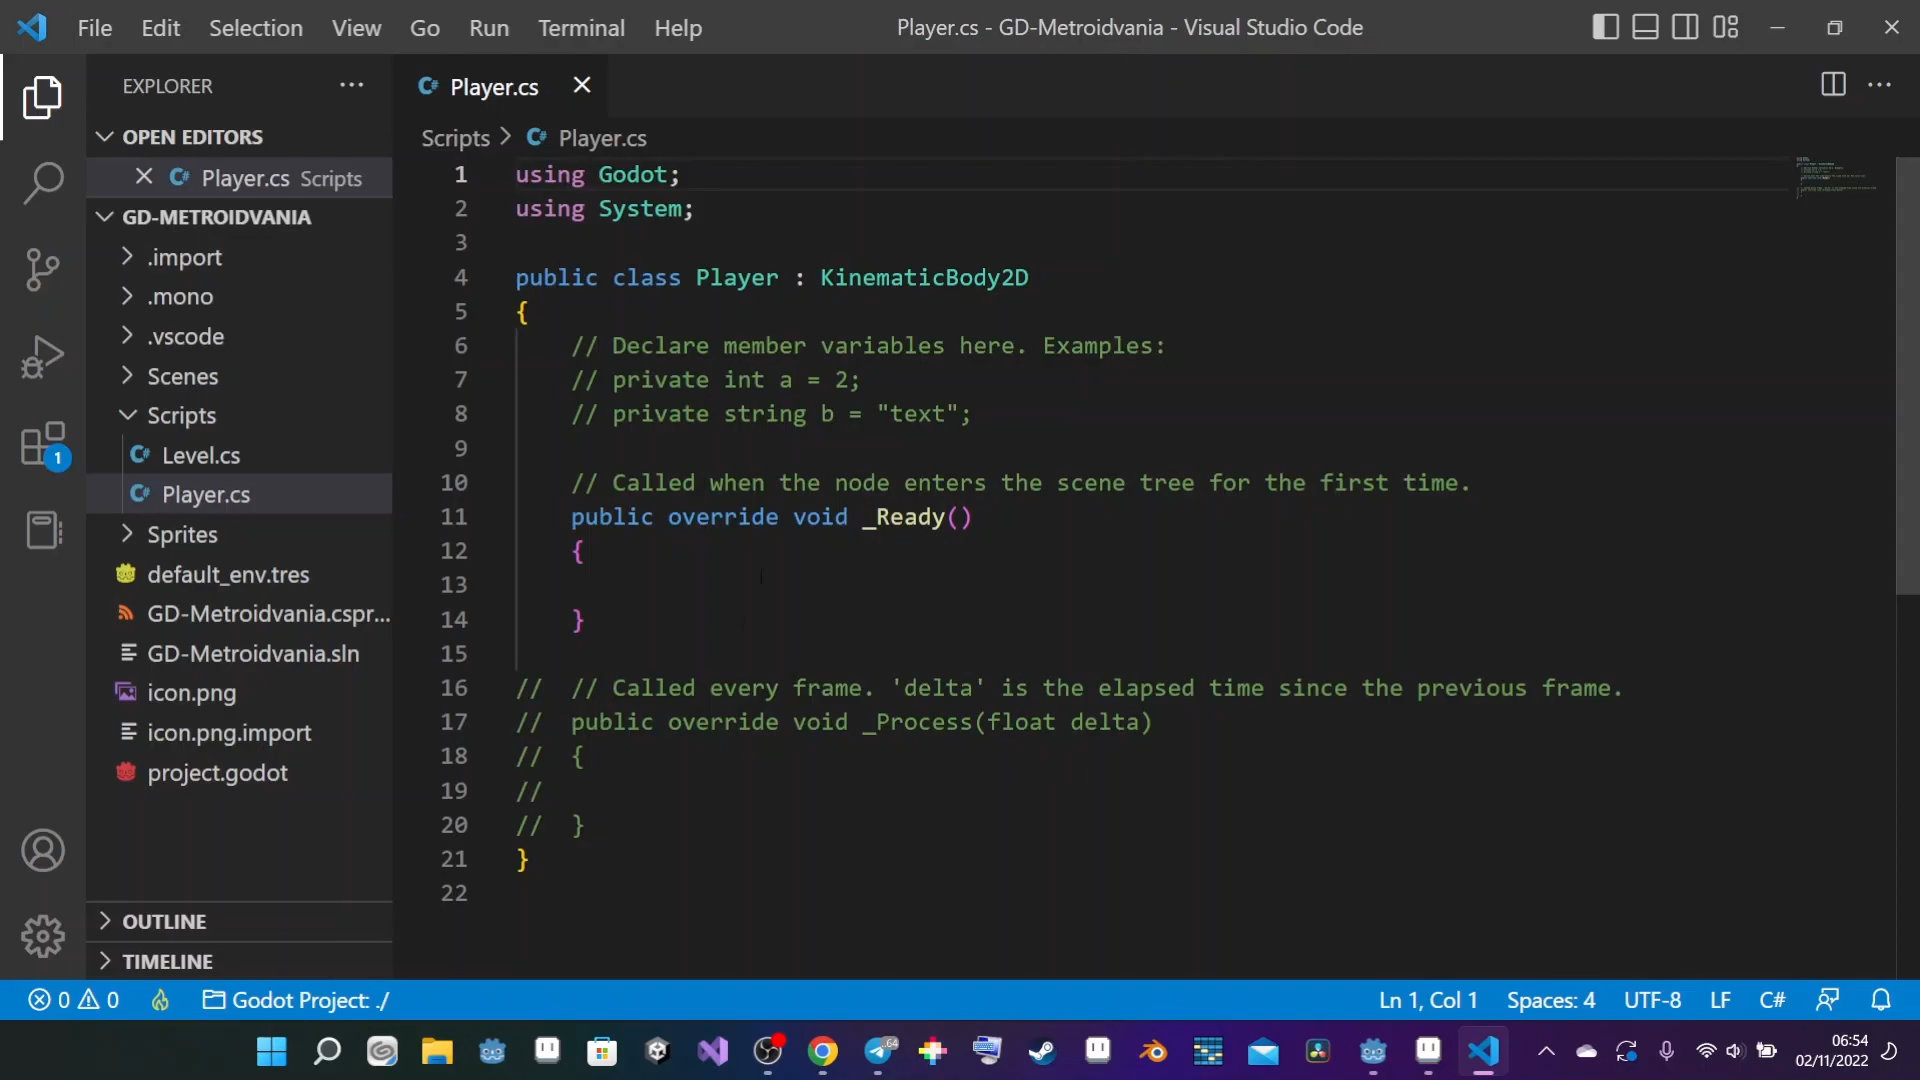 File Edit Selection View Go Run Terminal Help
Player.cs - GD-Metroidvania - Visual Studio Code
EXPLORER
OPEN EDITORS
Player.cs Scripts
GD-METROIDVANIA
.import
.mono
.vscode
Scenes
Scripts
Level.cs
Player.cs
Sprites
default_env.tres
GD-Metroidvania.cspr...
GD-Metroidvania.sln
icon.png
icon.png.import
project.godot
OUTLINE
TIMELINE
1
Player.cs
Scripts > Player.cs
1 using Godot;
2 using System;
3
4 public class Player : KinematicBody2D
5 {
6 // Declare member variables here. Examples:
7 // private int a = 2;
8 // private string b = "text";
9
10 // Called when the node enters the scene tree for the first time.
11 public override void _Ready()
12 {
13
14 }
15
16 // // Called every frame. 'delta' is the elapsed time since the previous frame.
17 // public override void _Process(float delta)
18 // {
19 //
20 // }
21 }
22
0 0 Godot Project: ./
Ln 1, Col 1 Spaces: 4 UTF-8 LF C#
64
06:54
02/11/2022